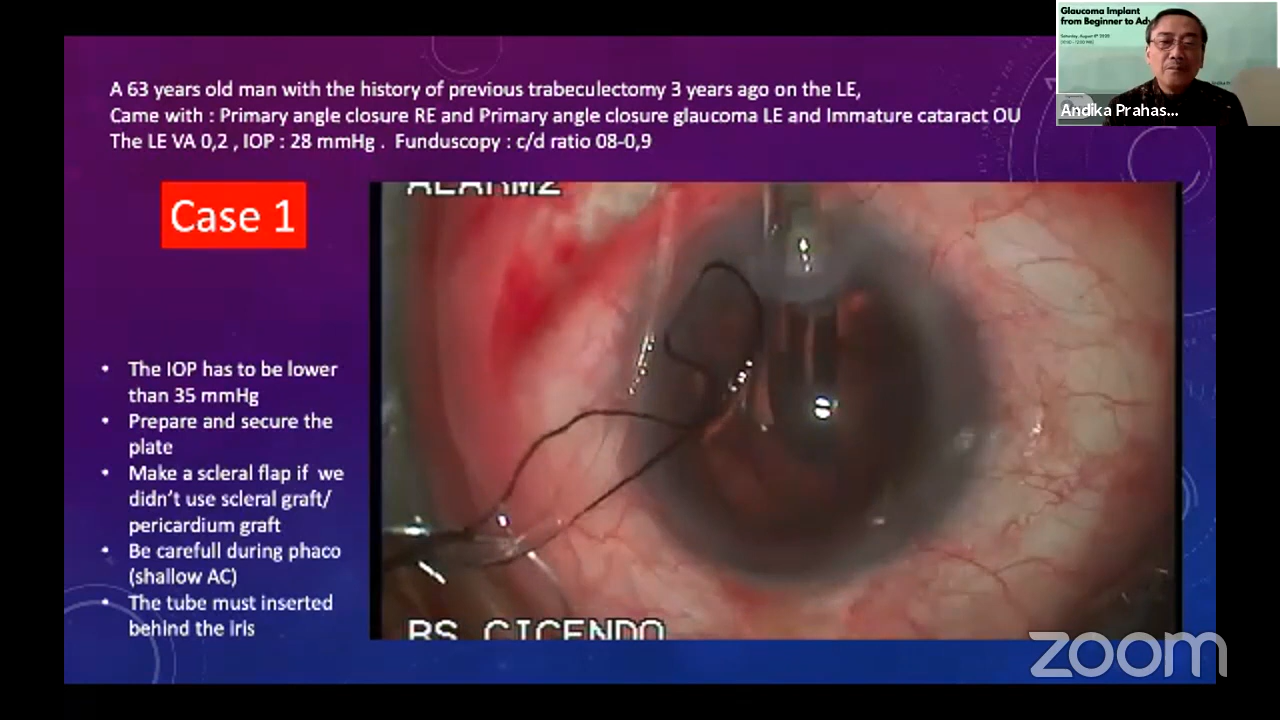 A 63 years old man with the history of previous trabeculectomy 3 years ago on the LE,
Came with : Primary angle closure RE and Primary angle closure glaucoma LE and Immature cataract OU
The LE VA 0,2 , IOP : 28 mmHg . Funduscopy : c/d ratio 08-0,9
Case 1
• The IOP has to be lower
than 35 mmHg
• Prepare and secure the
plate
• Make a scleral flap if we
didn't use scleral graft/
pericardium graft
• Be carefull during phaco
(shallow AC)
• The tube must inserted
behind the iris
ALARM2
RS CICENDO
Glaucoma Implant
from Beginner to Adv
Andika Prahas...
zoom